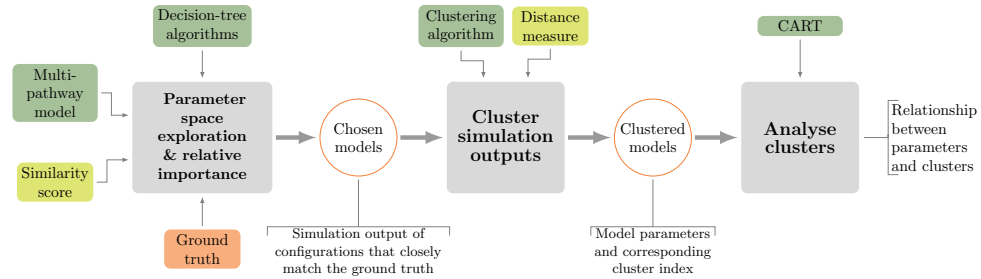 Decision-tree
algorithms
Multi-
pathway
model
Similarity
score
Ground
truth
Parameter
space
exploration
& relative
importance
Chosen
models
Simulation output of
configurations that closely
match the ground truth
Clustering
algorithm
Distance
measure
Cluster
simulation
outputs
Clustered
models
Model parameters
and corresponding
cluster index
CART
Analyse
clusters
Relationship
between
parameters
and clusters